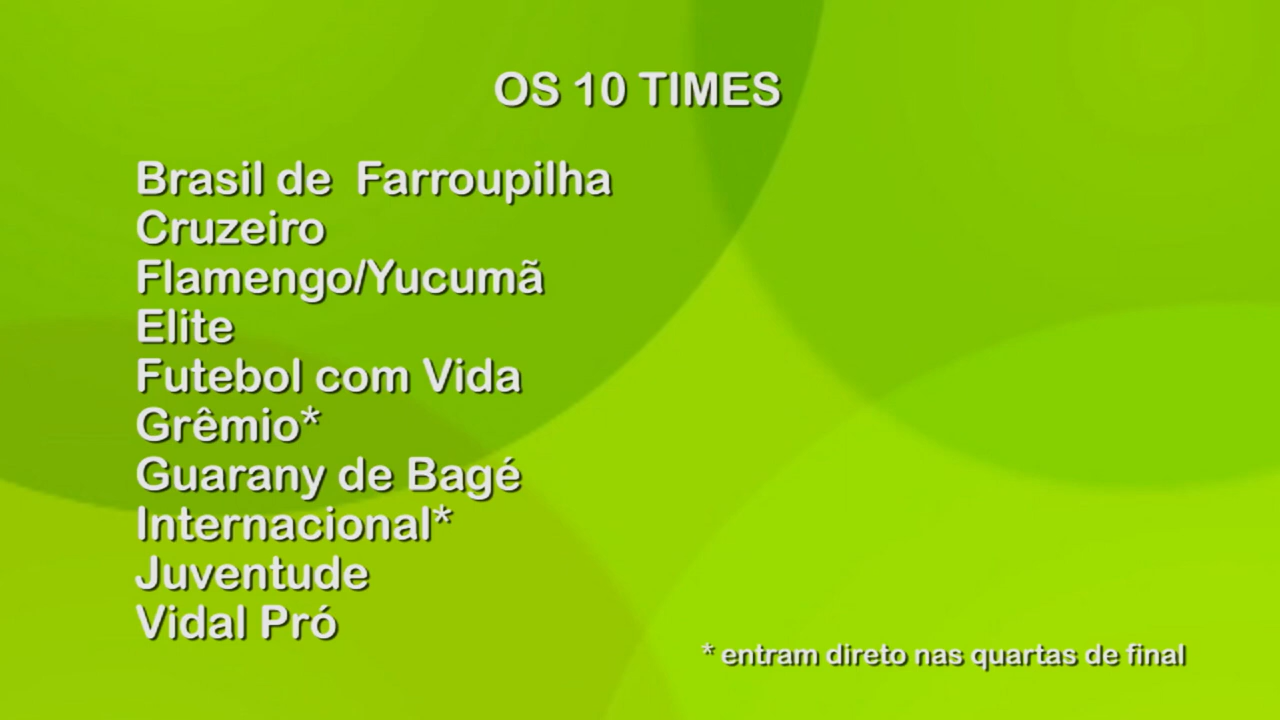 OS 10 TIMES
Brasil de Farroupilha
Cruzeiro
Flamengo/Yucumã
Elite
Futebol com Vida
Grêmio*
Guarany de Bagé
Internacional*
Juventude
Vidal Pró
* entram direto nas quartas de final